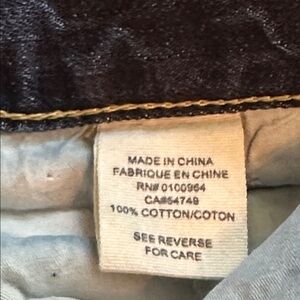 MADE IN CHINA
FABRIQUE EN CHINE
RN# 0100964
CA#54749
100% COTTON/COTON
SEE REVERSE
FOR CARE